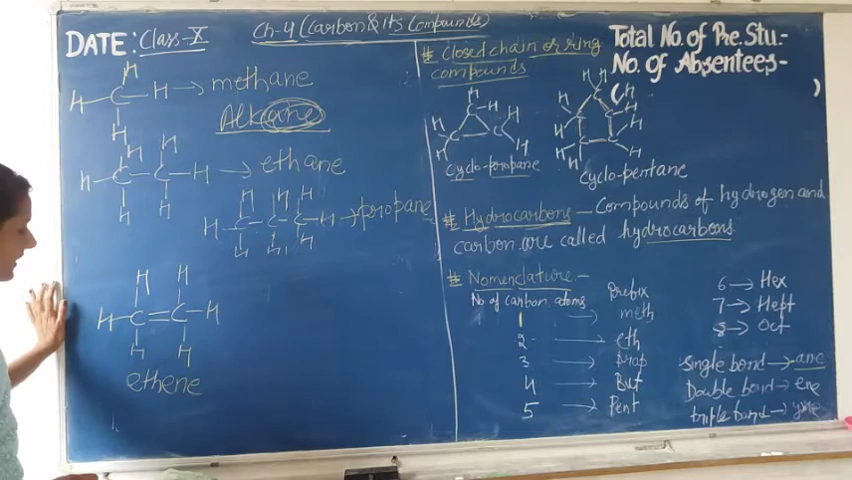 DATE: Class-X
Ch-4 (Carbon & Its Compounds)
Total No. of Pre. Stu.-
No. of Absentees-
H
H-C-H → methane
H
Alkane
H H
H-C-C-H → ethane
H H
H H H
H-C-C-C-H → propane
H H H
H H
H-C=C-H
H H
ethene
# Closed chain or ring
compounds
Cyclo-propane
Cyclo-pentane
# Hydrocarbons - Compounds of hydrogen and
carbon are called hydrocarbons.
# Nomenclature -
No of carbon atoms Prefix
1 → meth
2 → eth
3 → prop
4 → But
5 → Pent
6 → Hex
7 → Hept
8 → Oct
Single bond → ane
Double bond → ene
triple bond → yne